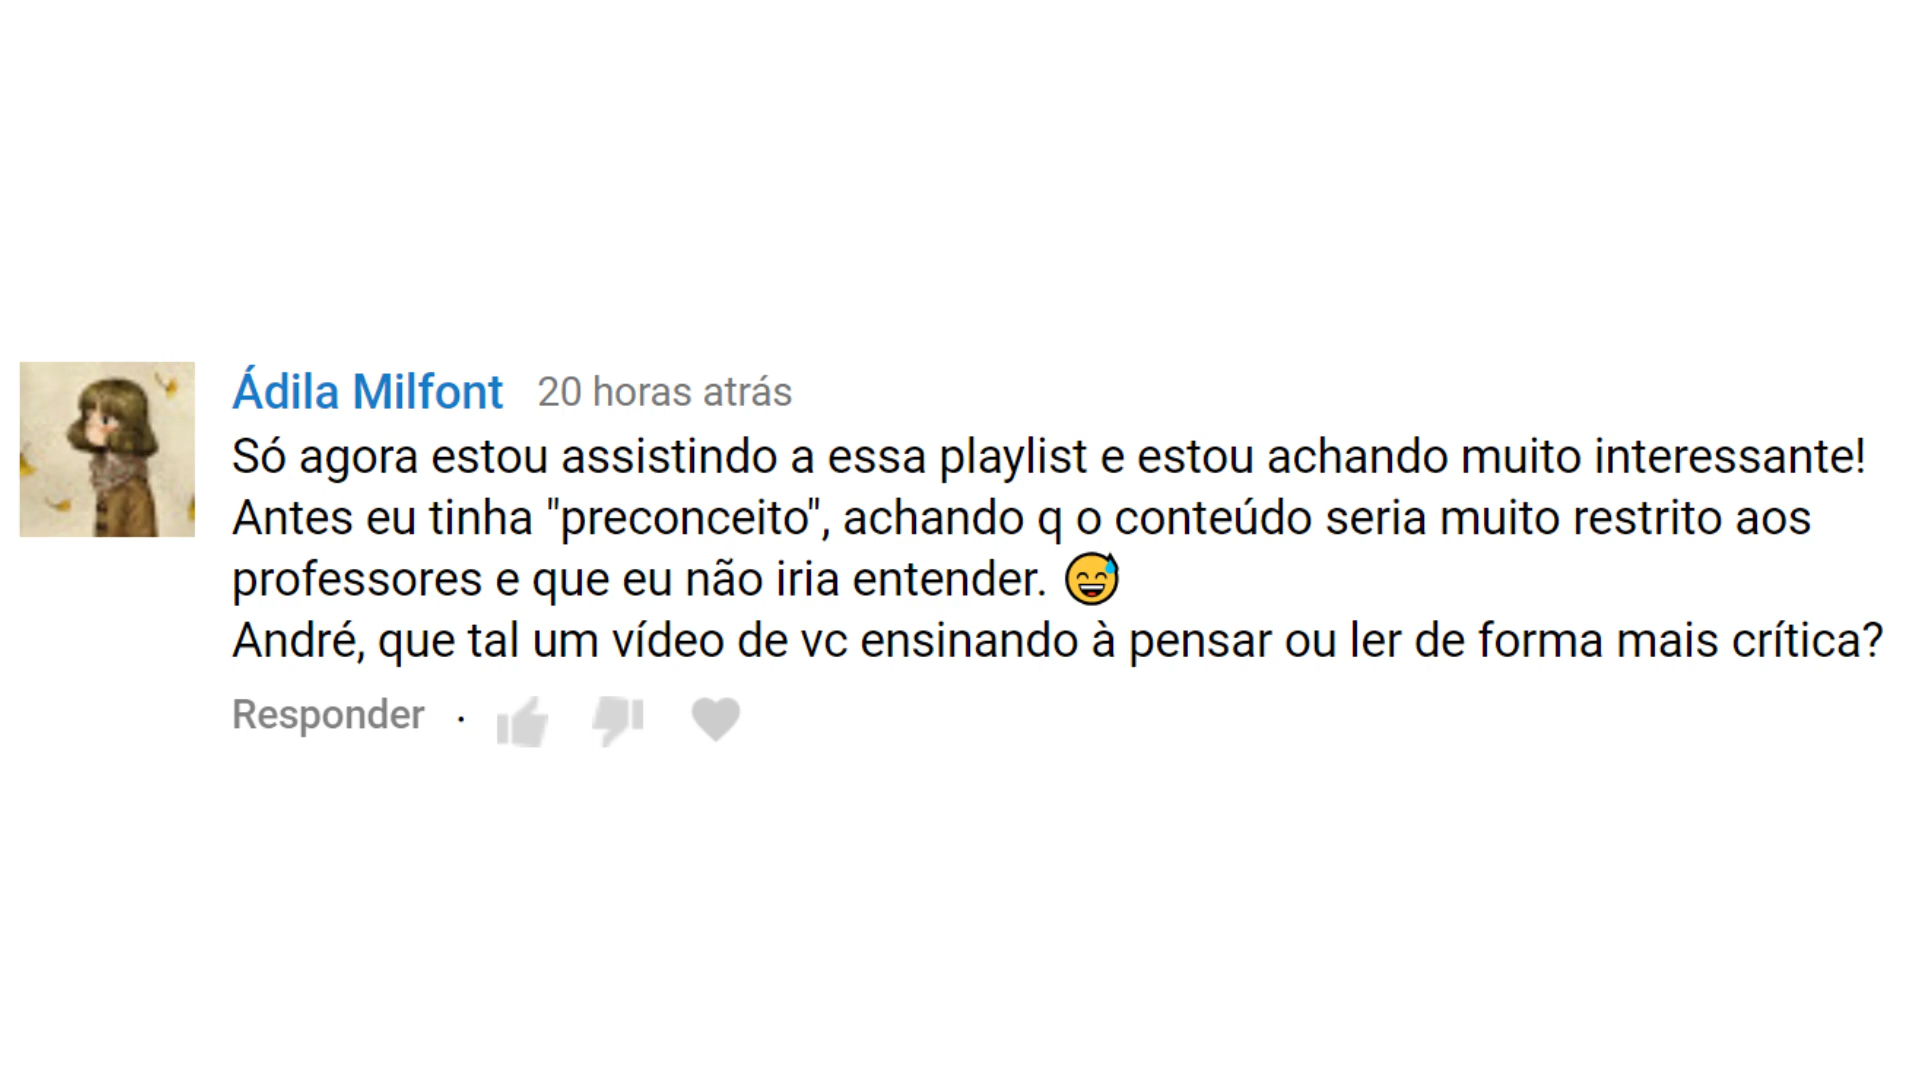 Ádila Milfont 20 horas atrás
Só agora estou assistindo a essa playlist e estou achando muito interessante!
Antes eu tinha "preconceito", achando q o conteúdo seria muito restrito aos
professores e que eu não iria entender. 😅
André, que tal um vídeo de vc ensinando à pensar ou ler de forma mais crítica?
Responder ·